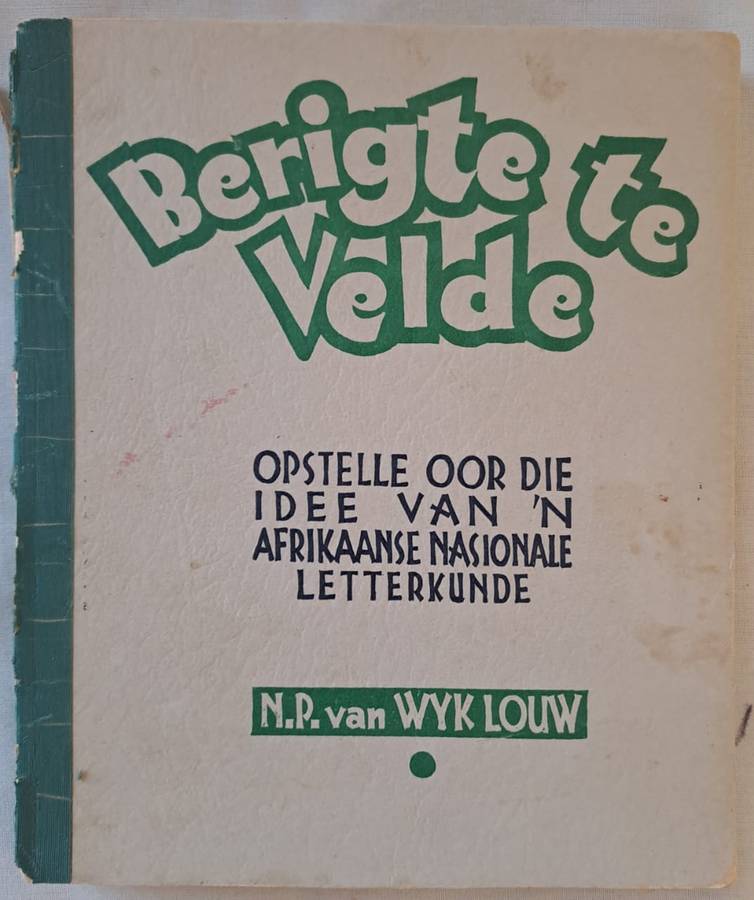 Berigte te
Velde
OPSTELLE OOR DIE
IDEE VAN 'N
AFRIKAANSE NASIONALE
LETTERKUNDE
N.P. van WYK LOUW